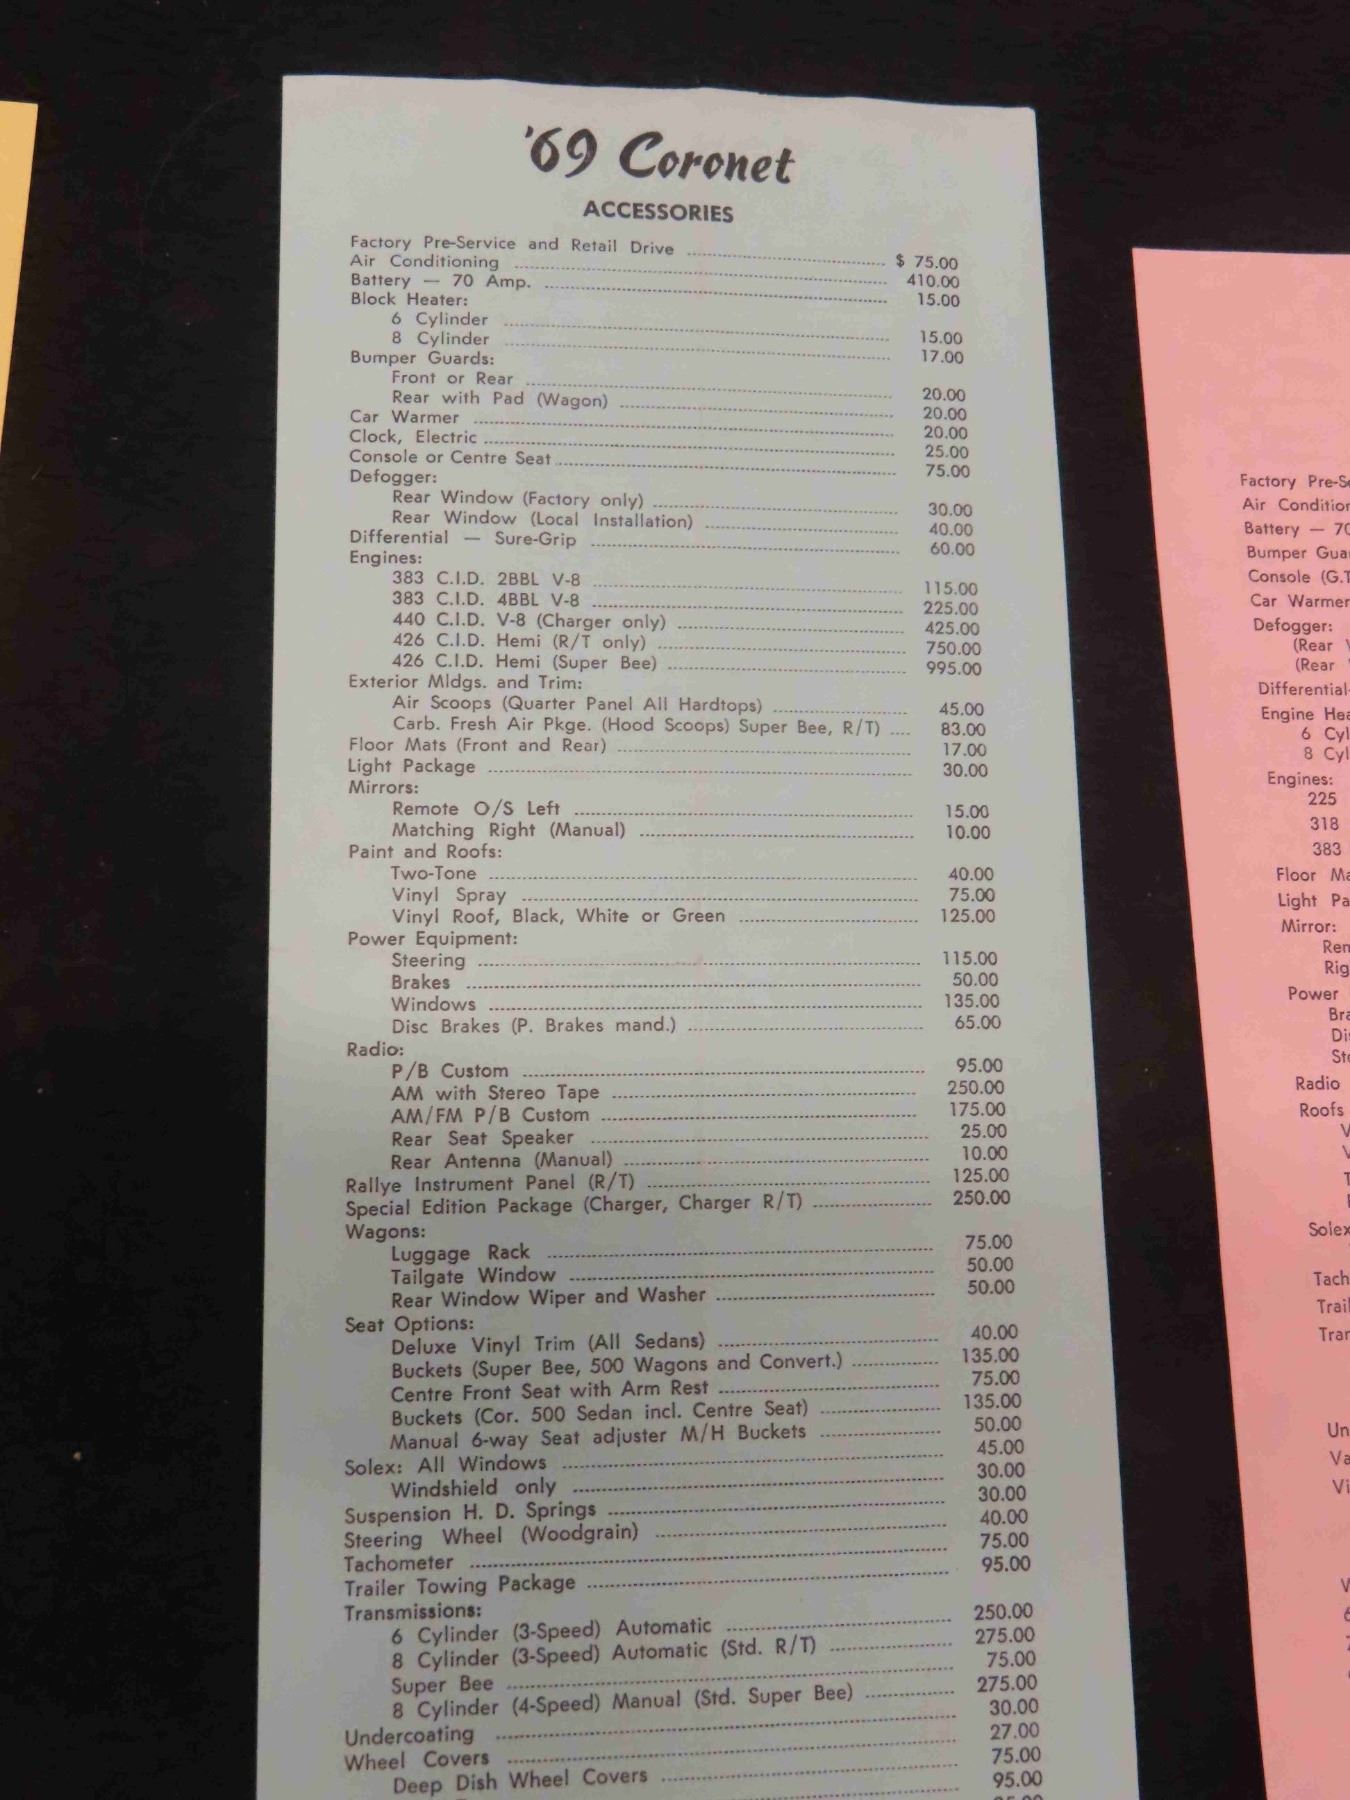 '69 Coronet
ACCESSORIES
Factory Pre-Service and Retail Drive $ 75.00
Air Conditioning 410.00
Battery — 70 Amp. 15.00
Block Heater:
6 Cylinder 15.00
8 Cylinder 17.00
Bumper Guards:
Front or Rear 20.00
Rear with Pad (Wagon) 20.00
Car Warmer 20.00
Clock, Electric 25.00
Console or Centre Seat 75.00
Defogger:
Rear Window (Factory only) 30.00
Rear Window (Local Installation) 40.00
Differential — Sure-Grip 60.00
Engines:
383 C.I.D. 2BBL V-8 115.00
383 C.I.D. 4BBL V-8 225.00
440 C.I.D. V-8 (Charger only) 425.00
426 C.I.D. Hemi (R/T only) 750.00
426 C.I.D. Hemi (Super Bee) 995.00
Exterior Mldgs. and Trim:
Air Scoops (Quarter Panel All Hardtops) 45.00
Carb. Fresh Air Pkge. (Hood Scoops) Super Bee, R/T) 83.00
Floor Mats (Front and Rear) 17.00
Light Package 30.00
Mirrors:
Remote O/S Left 15.00
Matching Right (Manual) 10.00
Paint and Roofs:
Two-Tone 40.00
Vinyl Spray 75.00
Vinyl Roof, Black, White or Green 125.00
Power Equipment:
Steering 115.00
Brakes 50.00
Windows 135.00
Disc Brakes (P. Brakes mand.) 65.00
Radio:
P/B Custom 95.00
AM with Stereo Tape 250.00
AM/FM P/B Custom 175.00
Rear Seat Speaker 25.00
Rear Antenna (Manual) 10.00
Rallye Instrument Panel (R/T) 125.00
Special Edition Package (Charger, Charger R/T) 250.00
Wagons:
Luggage Rack 75.00
Tailgate Window 50.00
Rear Window Wiper and Washer 50.00
Seat Options:
Deluxe Vinyl Trim (All Sedans) 40.00
Buckets (Super Bee, 500 Wagons and Convert.) 135.00
Centre Front Seat with Arm Rest 75.00
Buckets (Cor. 500 Sedan incl. Centre Seat) 135.00
Manual 6-way Seat adjuster M/H Buckets 50.00
Solex: All Windows 45.00
Windshield only 30.00
Suspension H. D. Springs 30.00
Steering Wheel (Woodgrain) 40.00
Tachometer 75.00
Trailer Towing Package 95.00
Transmissions:
6 Cylinder (3-Speed) Automatic 250.00
8 Cylinder (3-Speed) Automatic (Std. R/T) 275.00
Super Bee 75.00
8 Cylinder (4-Speed) Manual (Std. Super Bee) 275.00
Undercoating 30.00
Wheel Covers 27.00
Deep Dish Wheel Covers 75.00
95.00
Factory Pre-Se
Air Condition
Battery — 70
Bumper Gua
Console (G.T
Car Warmer
Defogger:
(Rear
(Rear
Differential
Engine Hea
6 Cyl
8 Cyl
Engines:
225
318
383
Floor Ma
Light Pa
Mirror:
Rem
Rig
Power
Bra
Dis
Ste
Radio
Roofs
Solex
Tach
Trail
Tran
Un
Va
Vi